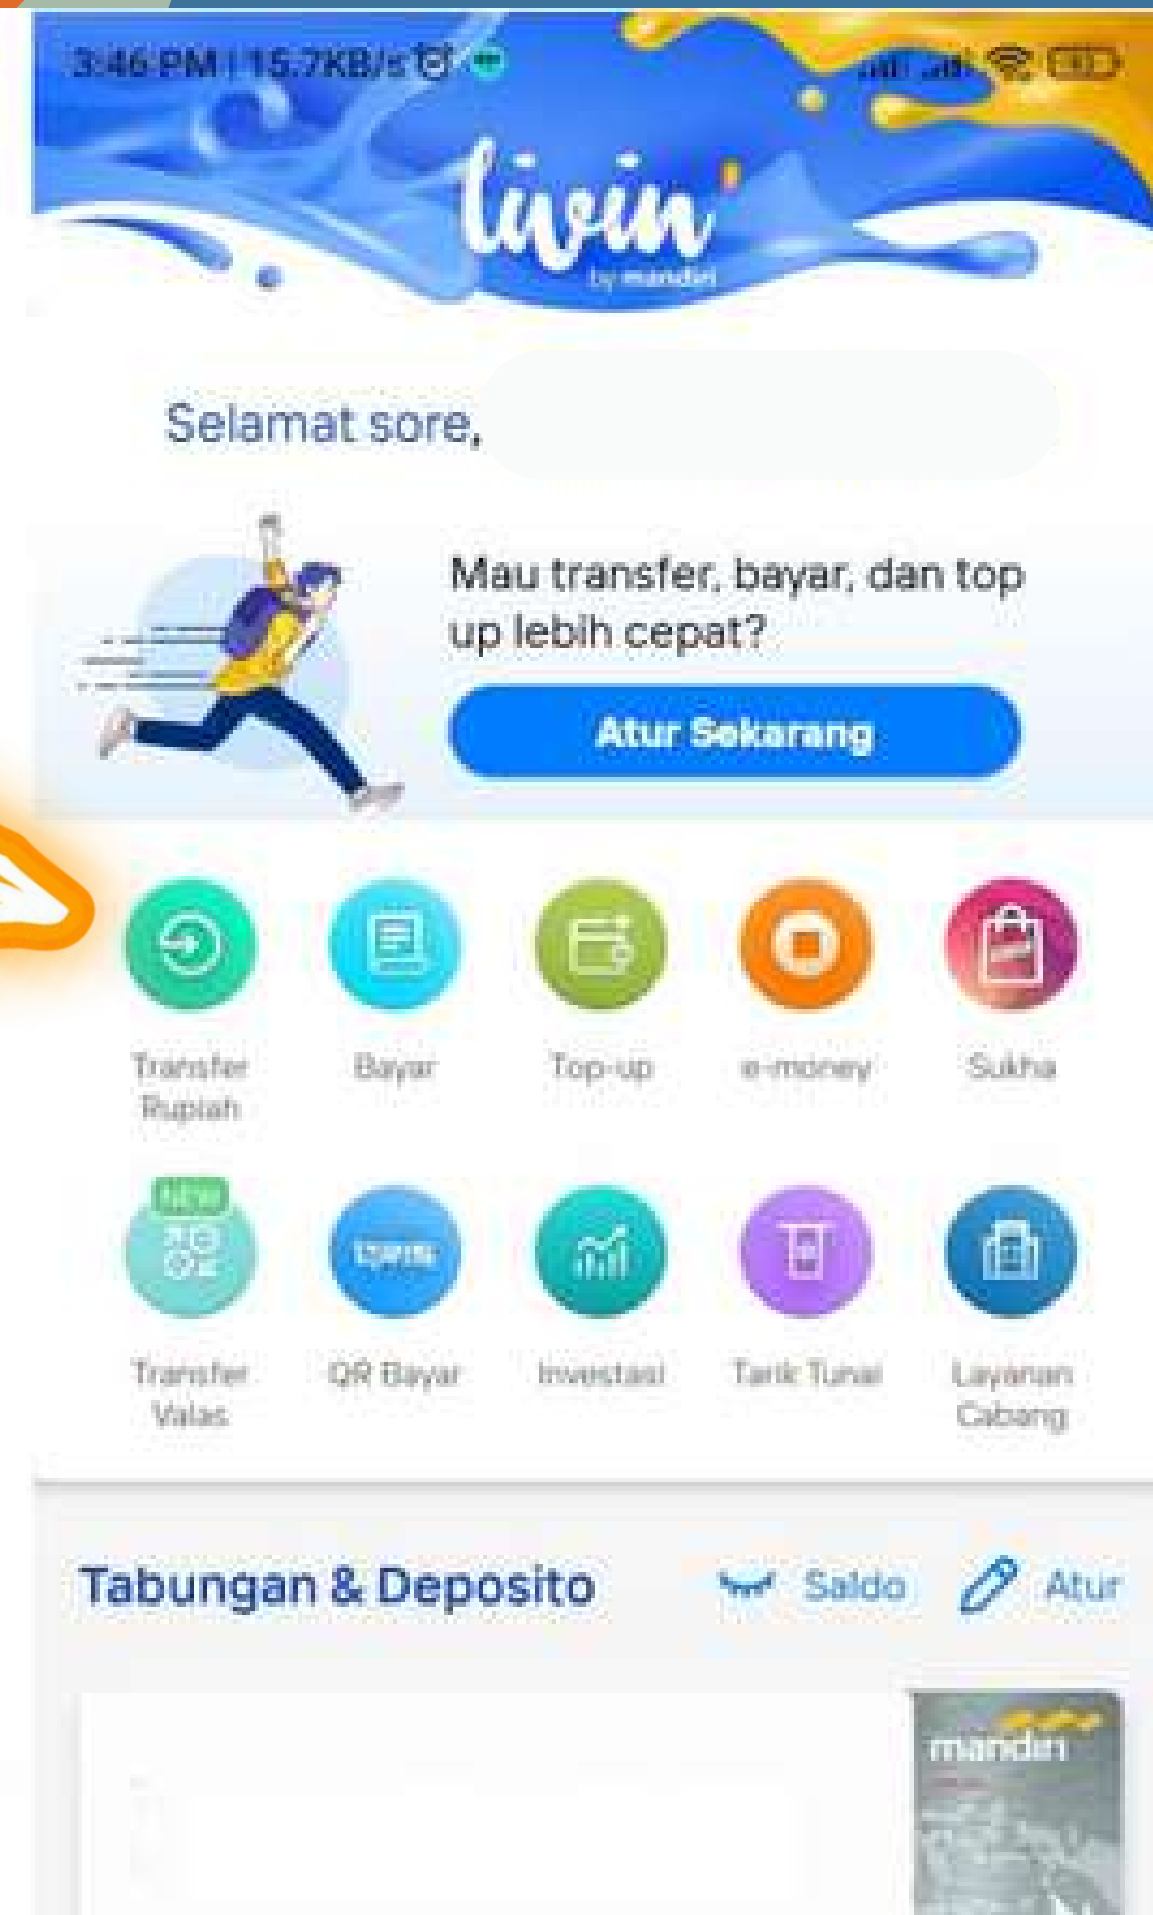 3:46 PM | 15.7KB/s
livin'
by mandiri
Selamat sore,
Mau transfer, bayar, dan top
up lebih cepat?
Atur Sekarang
Transfer
Rupiah
Bayar
Top-up
e-money
Sukha
NEW
Transfer
Valas
QRIS
QR Bayar
Investasi
Tarik Tunai
Layanan
Cabang
Tabungan & Deposito
Saldo
Atur
mandiri